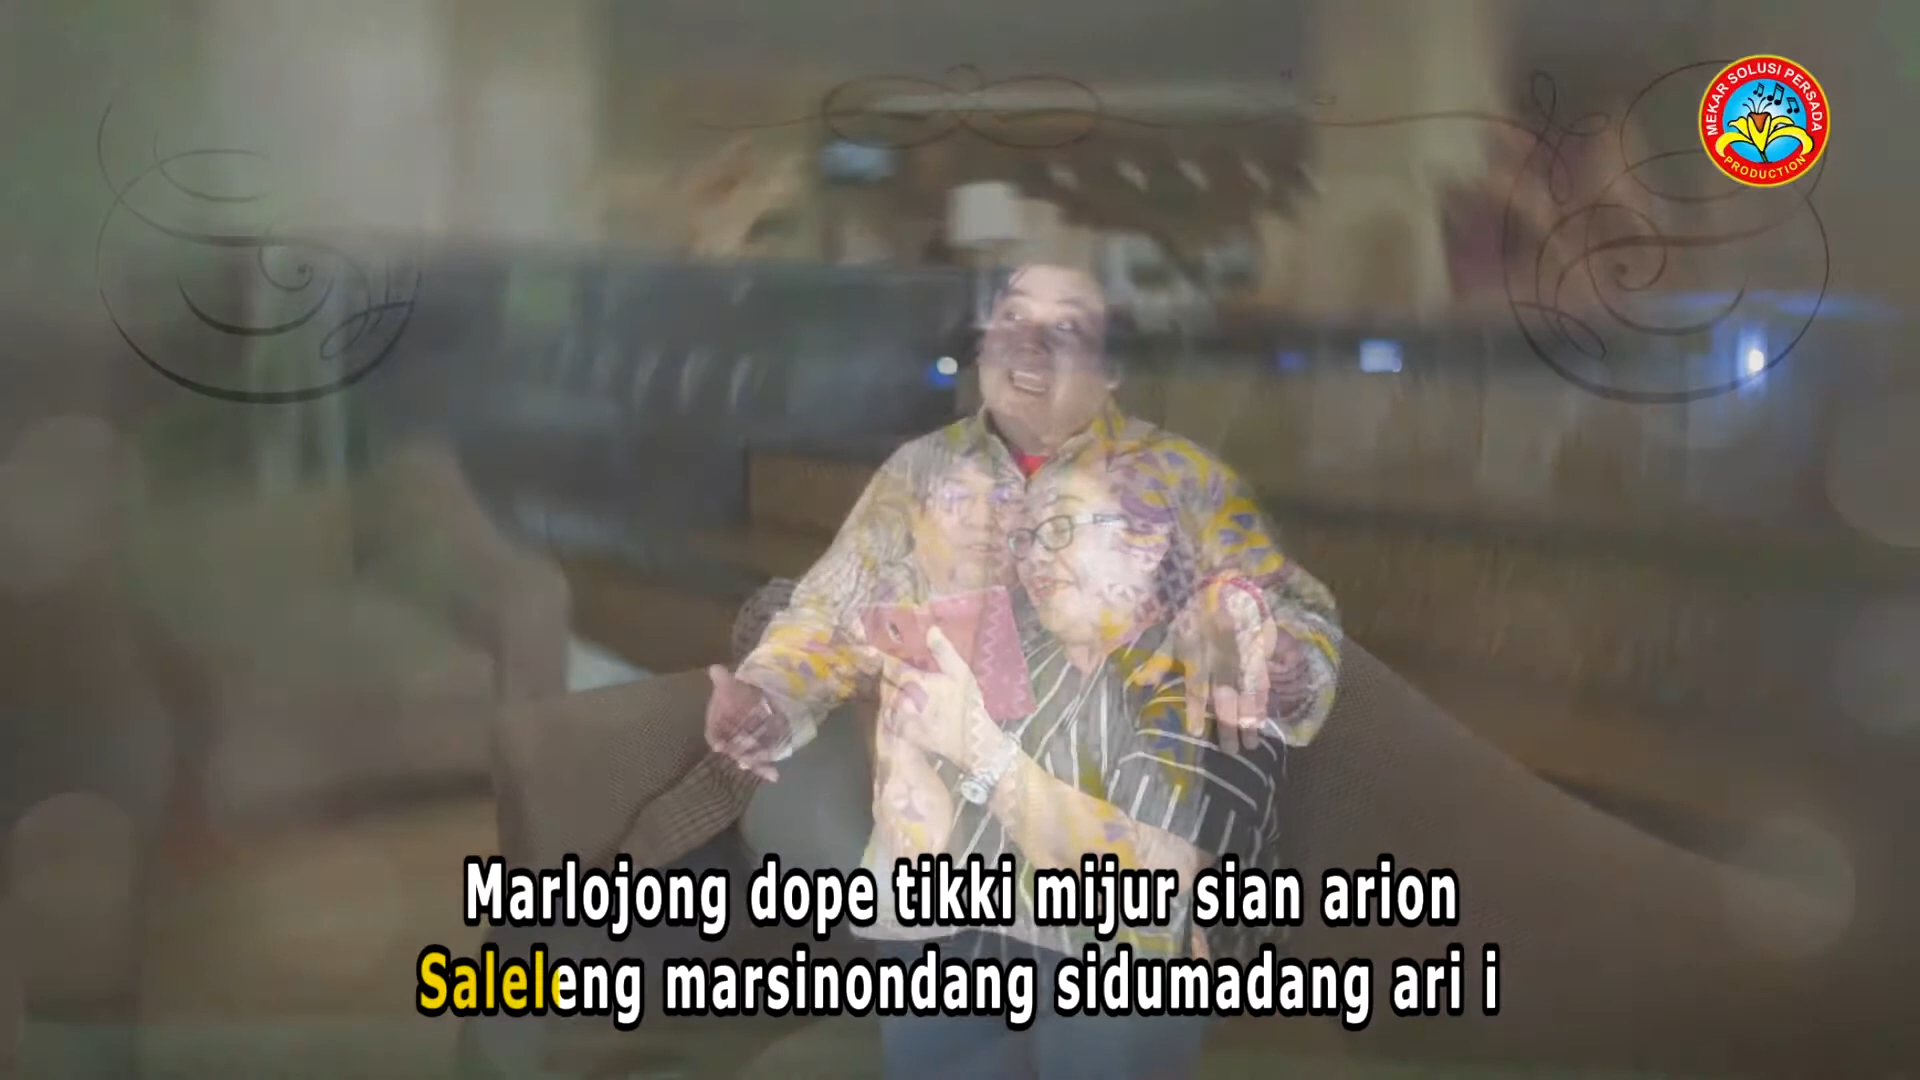 MEKAR SOLUSI PERSADA
PRODUCTION
Marlojong dope tikki mijur sian arion
Saleleng marsinondang sidumadang ari i